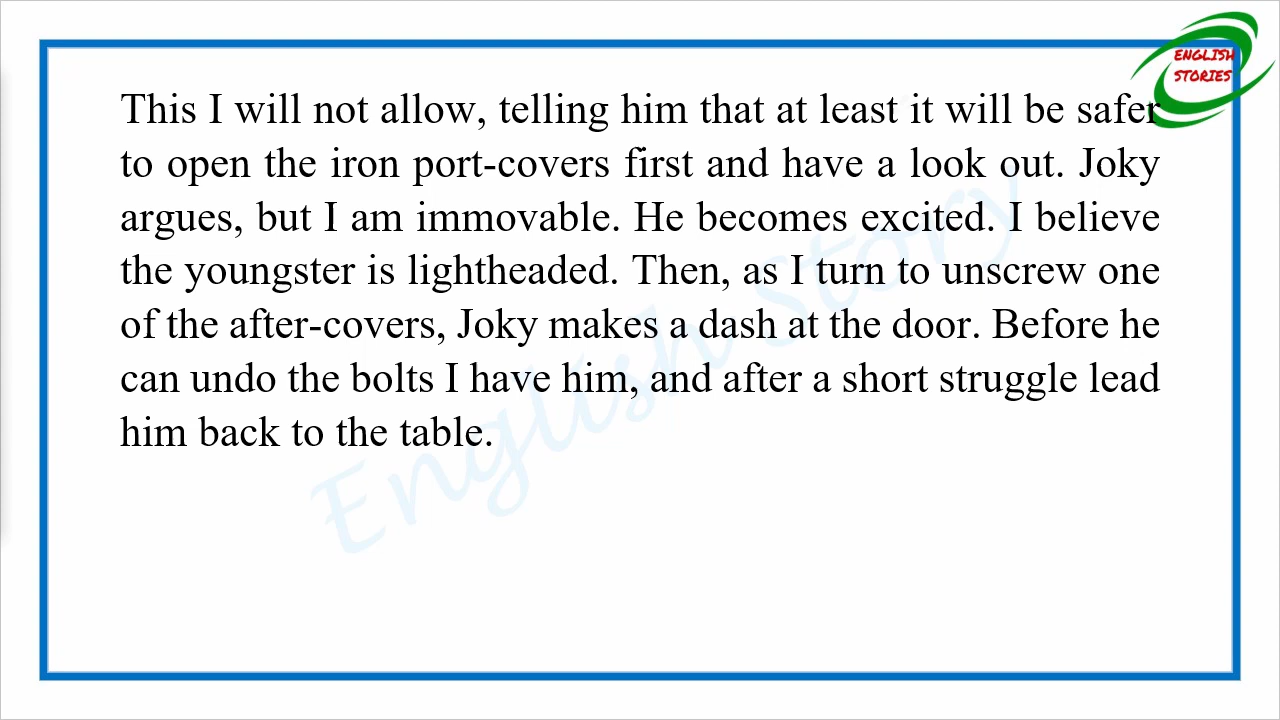 ENGLISH
STORIES
This I will not allow, telling him that at least it will be safer
to open the iron port-covers first and have a look out. Joky
argues, but I am immovable. He becomes excited. I believe
the youngster is lightheaded. Then, as I turn to unscrew one
of the after-covers, Joky makes a dash at the door. Before he
can undo the bolts I have him, and after a short struggle lead
him back to the table.
English Story